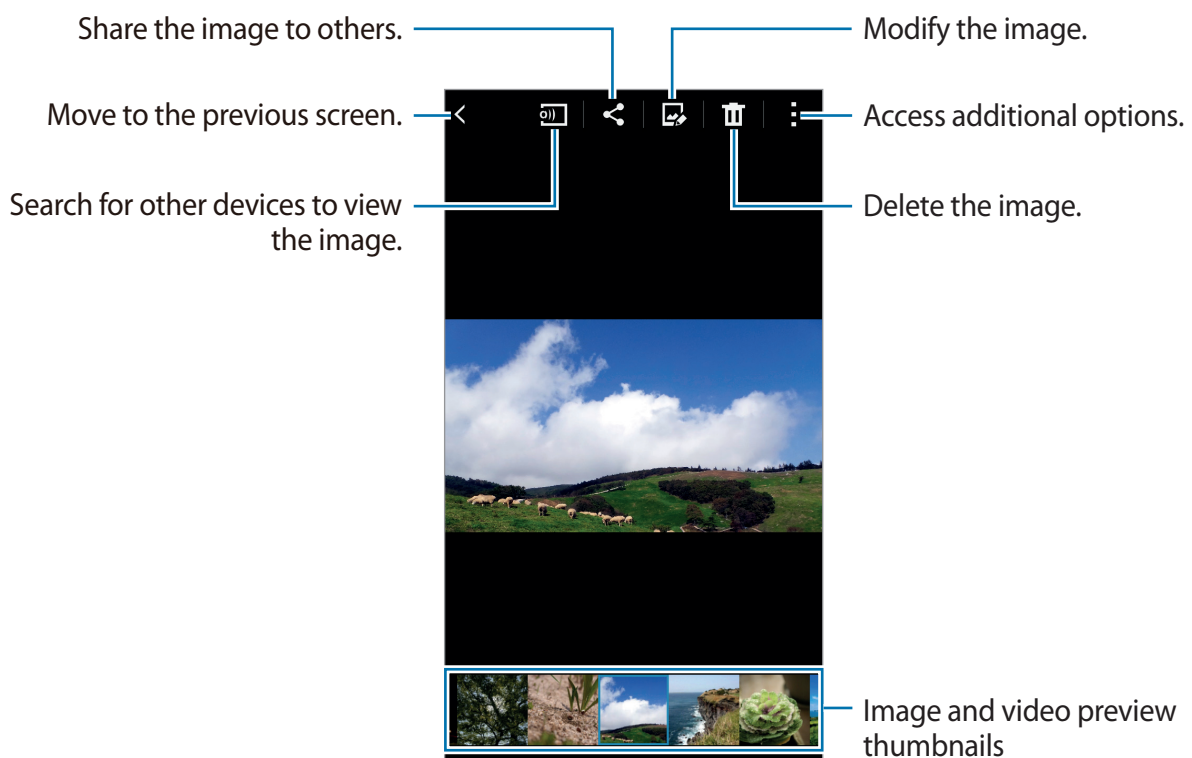 Share the image to others.
Modify the image.
Move to the previous screen.
Access additional options.
Search for other devices to view
the image.
Delete the image.
Image and video preview
thumbnails